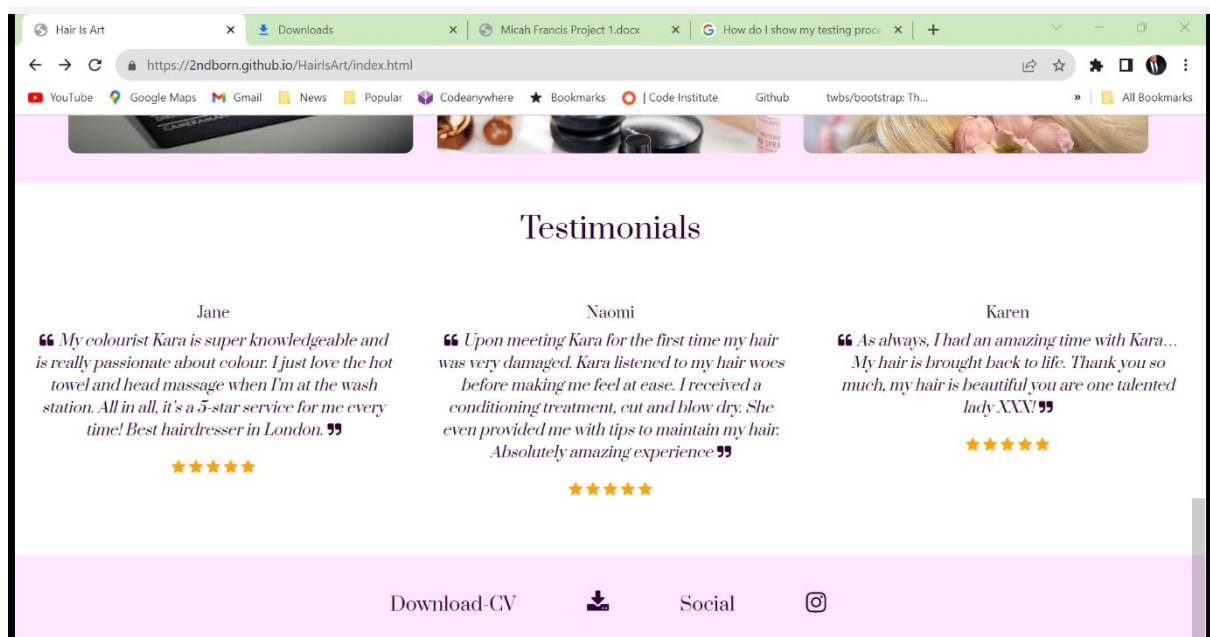 Hair Is Art
Downloads
Micah Francis Project 1.docx
How do I show my testing proce
https://2ndborn.github.io/HairIsArt/index.html
YouTube
Google Maps
Gmail
News
Popular
Codeanywhere
Bookmarks
| Code Institute
Github
twbs/bootstrap: Th...
»
All Bookmarks
CAMERAMAN
Testimonials
Jane
❝ My colourist Kara is super knowledgeable and
is really passionate about colour. I just love the hot
towel and head massage when I'm at the wash
station. All in all, it's a 5-star service for me every
time! Best hairdresser in London. ❞
Naomi
❝ Upon meeting Kara for the first time my hair
was very damaged. Kara listened to my hair woes
before making me feel at ease. I received a
conditioning treatment, cut and blow dry. She
even provided me with tips to maintain my hair.
Absolutely amazing experience ❞
Karen
❝ As always, I had an amazing time with Kara…
My hair is brought back to life. Thank you so
much, my hair is beautiful you are one talented
lady XXX! ❞
Download-CV
Social